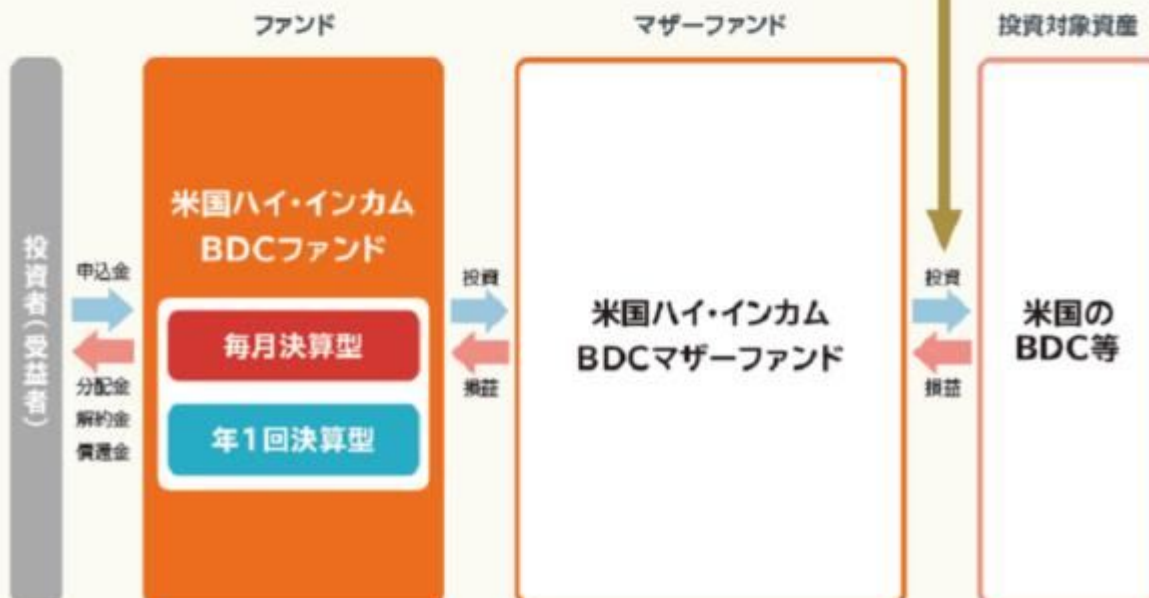 ファンド
マザーファンド
投資対象資産
投資者(受益者)
申込金
分配金
解約金
償還金
米国ハイ・インカム
BDCファンド
毎月決算型
年1回決算型
投資
損益
米国ハイ・インカム
BDCマザーファンド
投資
損益
米国の
BDC等